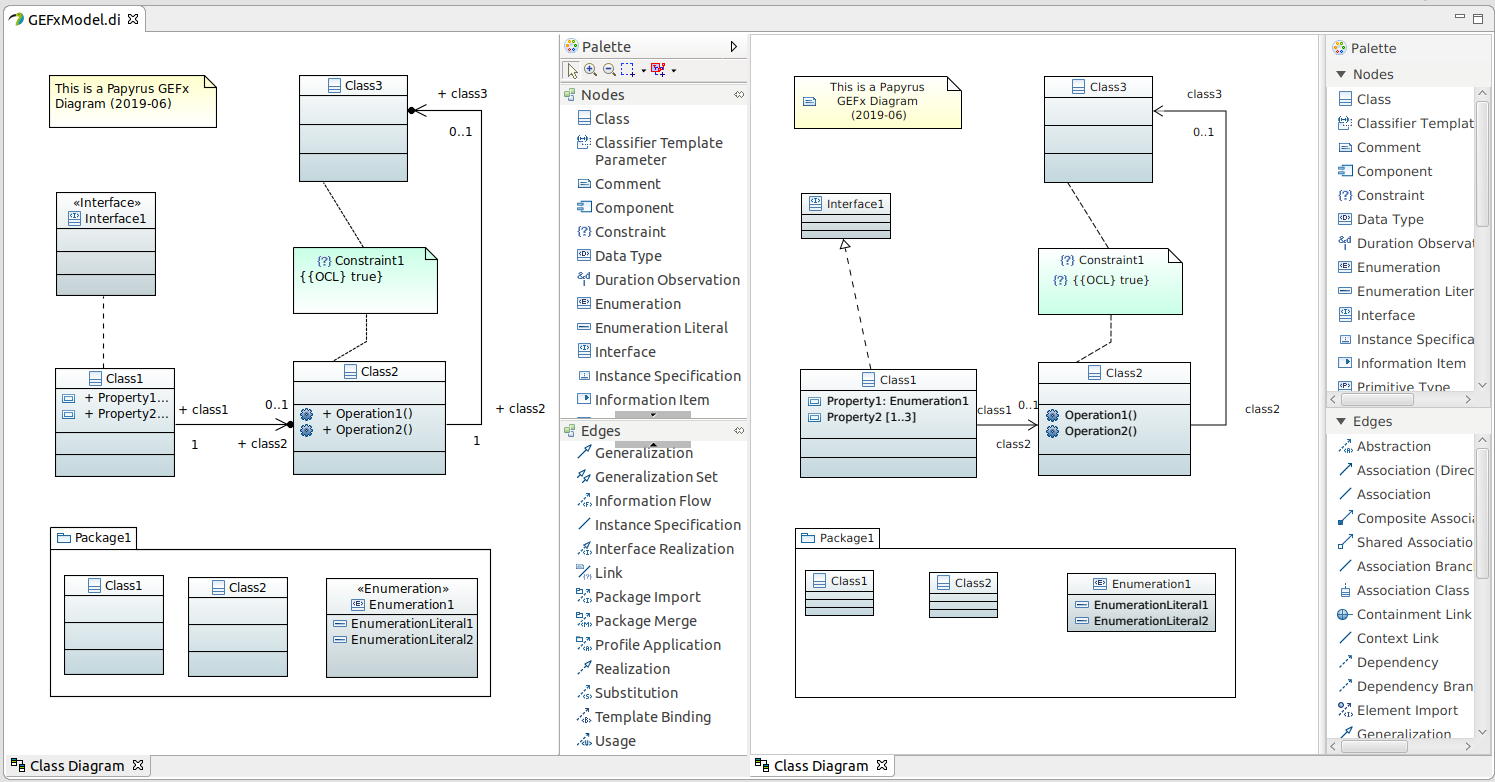 GEFxModel.di
This is a Papyrus GEFx
Diagram (2019-06)
Class3
+ class3
0..1
«Interface»
Interface1
Constraint1
{{OCL} true}
Class1
+ Property1...
+ Property2...
+ class1
0..1
1
+ class2
Class2
+ Operation1()
+ Operation2()
+ class2
1
Package1
Class1
Class2
«Enumeration»
Enumeration1
EnumerationLiteral1
EnumerationLiteral2
Class Diagram
Palette
Nodes
Class
Classifier Template
Parameter
Comment
Component
Constraint
Data Type
Duration Observation
Enumeration
Enumeration Literal
Interface
Instance Specification
Information Item
Edges
Generalization
Generalization Set
Information Flow
Instance Specification
Interface Realization
Link
Package Import
Package Merge
Profile Application
Realization
Substitution
Template Binding
Usage
This is a Papyrus
GEFx Diagram
(2019-06)
Class3
class3
0..1
Interface1
Constraint1
{{OCL} true}
Class1
Property1: Enumeration1
Property2 [1..3]
class1
0..1
class2
Class2
Operation1()
Operation2()
class2
Package1
Class1
Class2
Enumeration1
EnumerationLiteral1
EnumerationLiteral2
Class Diagram
Palette
Nodes
Class
Classifier Templat
Comment
Component
Constraint
Data Type
Duration Observa
Enumeration
Enumeration Liter
Interface
Instance Specifica
Information Item
Primitive Type
Edges
Abstraction
Association (Direc
Association
Composite Associ
Shared Associatio
Association Branc
Association Class
Containment Link
Context Link
Dependency
Dependency Bran
Element Import
Generalization